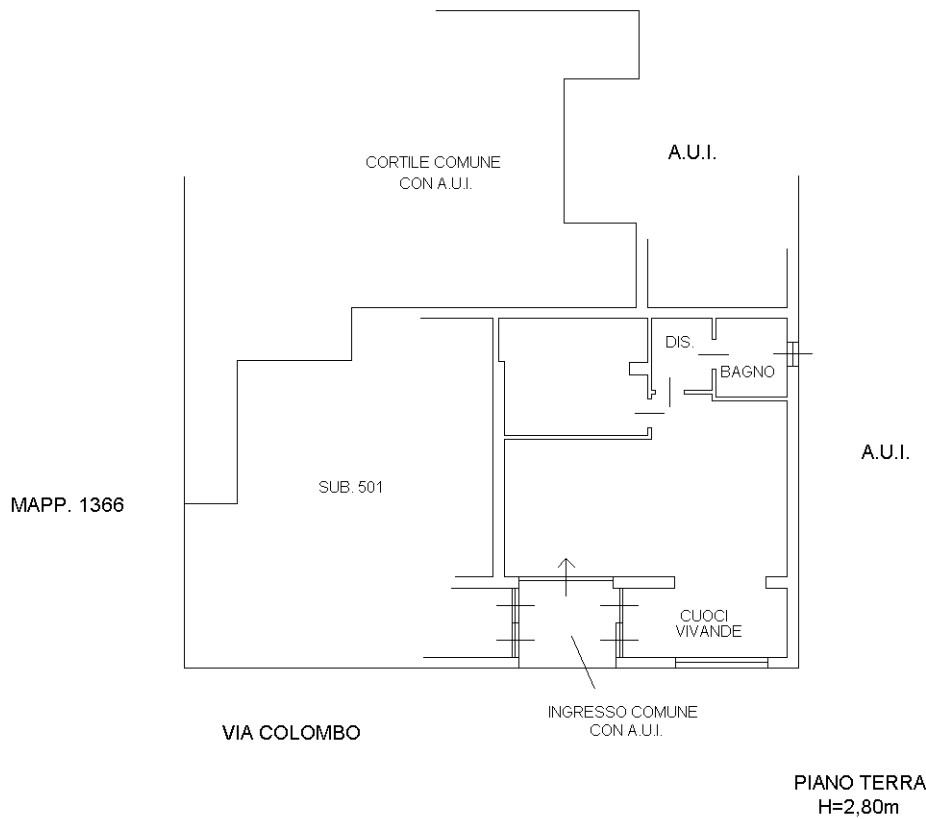 CORTILE COMUNE
CON A.U.I.
A.U.I.
DIS.
BAGNO
A.U.I.
SUB. 501
MAPP. 1366
CUOCI
VIVANDE
INGRESSO COMUNE
CON A.U.I.
VIA COLOMBO
PIANO TERRA
H=2,80m